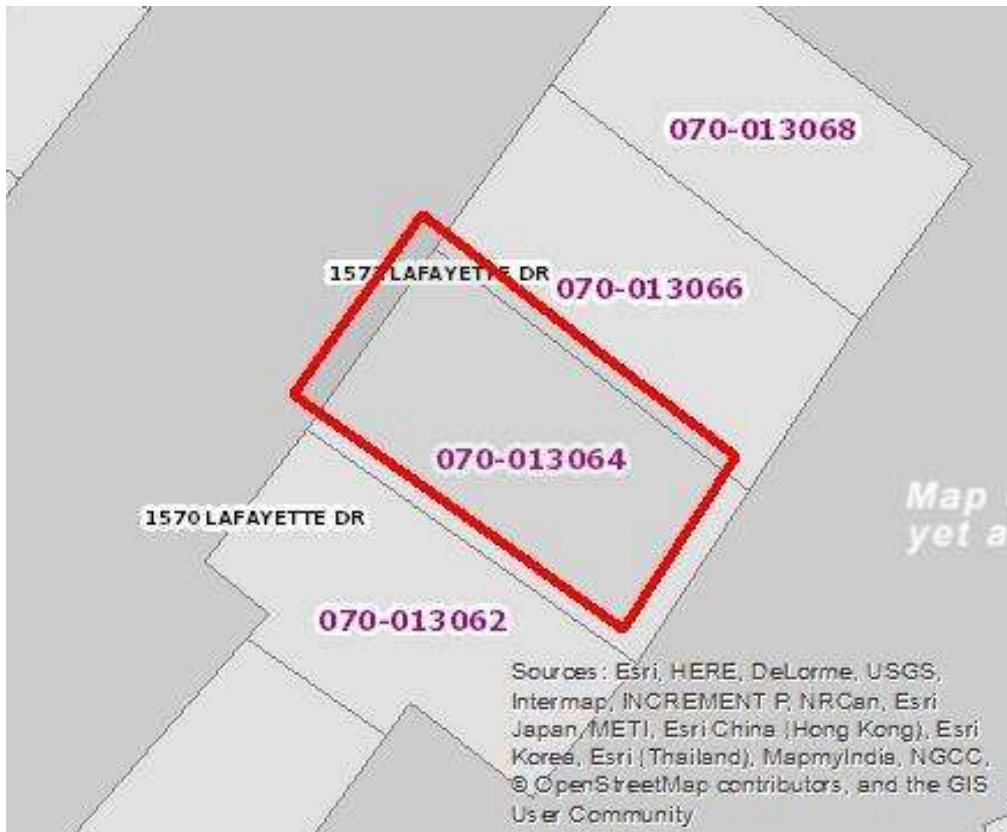 070-013068
LAFAYETTE DR
070-013066
070-013064
1570 LAFAYETTE DR
Map
yet a
070-013062
Sources: Esri, HERE, DeLorme, USGS,
Intermap, INCREMENT P, NRCan, Esri
Japan, METI, Esri China (Hong Kong), Esri
Korea, Esri (Thailand), MapmyIndia, NGCC,
© OpenStreetMap contributors, and the GIS
User Community